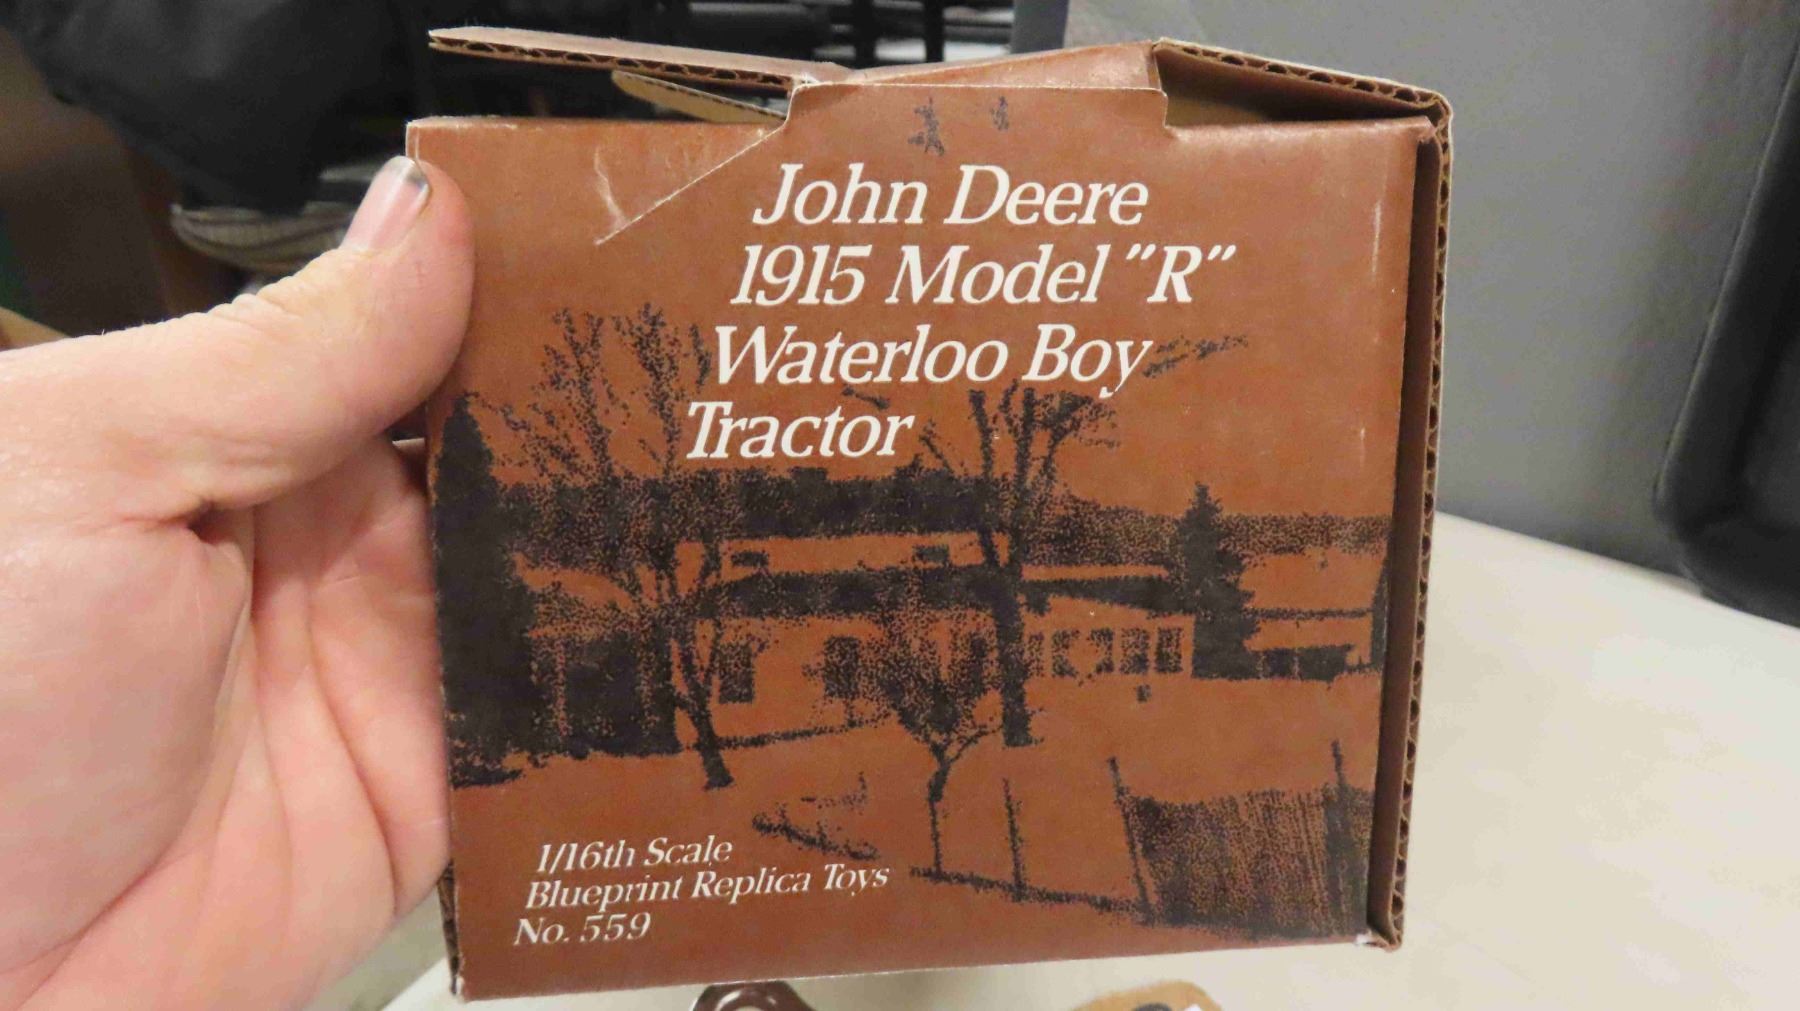 John Deere
1915 Model "R"
Waterloo Boy
Tractor
1/16th Scale
Blueprint Replica Toys
No. 559